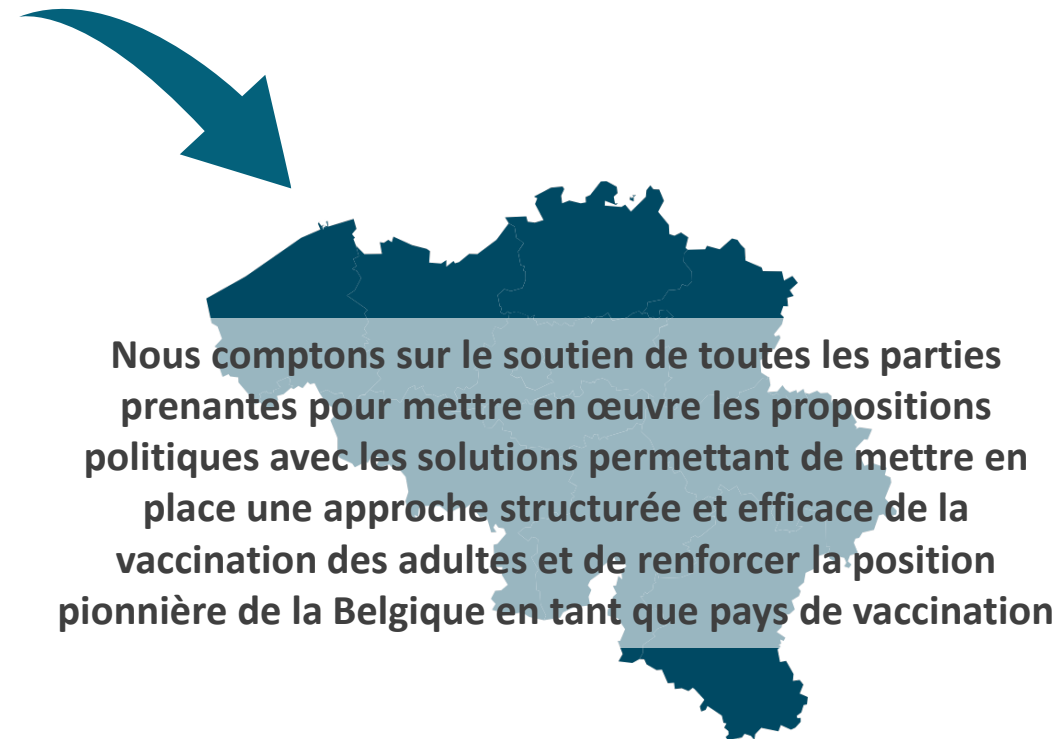 Nous comptons sur le soutien de toutes les parties
prenantes pour mettre en œuvre les propositions
politiques avec les solutions permettant de mettre en
place une approche structurée et efficace de la
vaccination des adultes et de renforcer la position
pionnière de la Belgique en tant que pays de vaccination